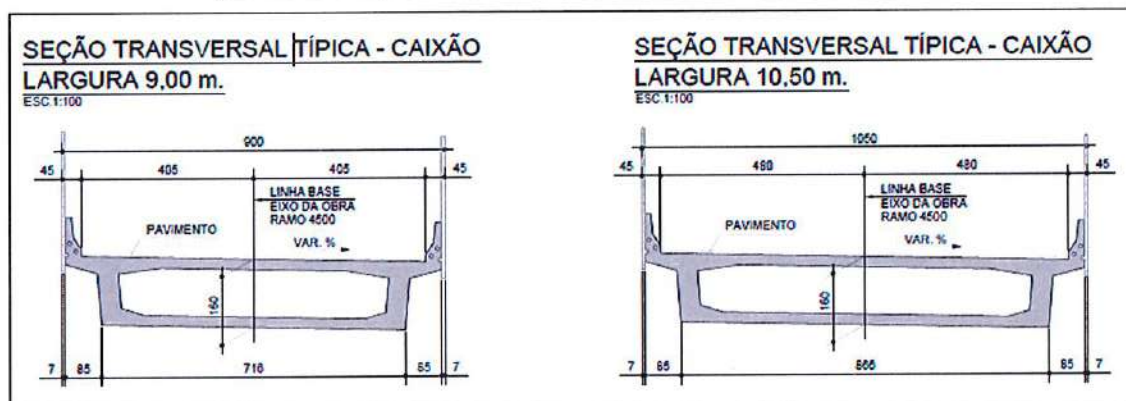 SEÇÃO TRANSVERSAL TÍPICA - CAIXÃO
LARGURA 9,00 m.
ESC.1:100
900
45 405 405 45
LINHA BASE
EIXO DA OBRA
RAMO 4500
PAVIMENTO
VAR. %
160
7 85 716 85 7
SEÇÃO TRANSVERSAL TÍPICA - CAIXÃO
LARGURA 10,50 m.
ESC.1:100
1050
45 480 480 45
LINHA BASE
EIXO DA OBRA
RAMO 4500
PAVIMENTO
VAR. %
160
7 85 866 85 7